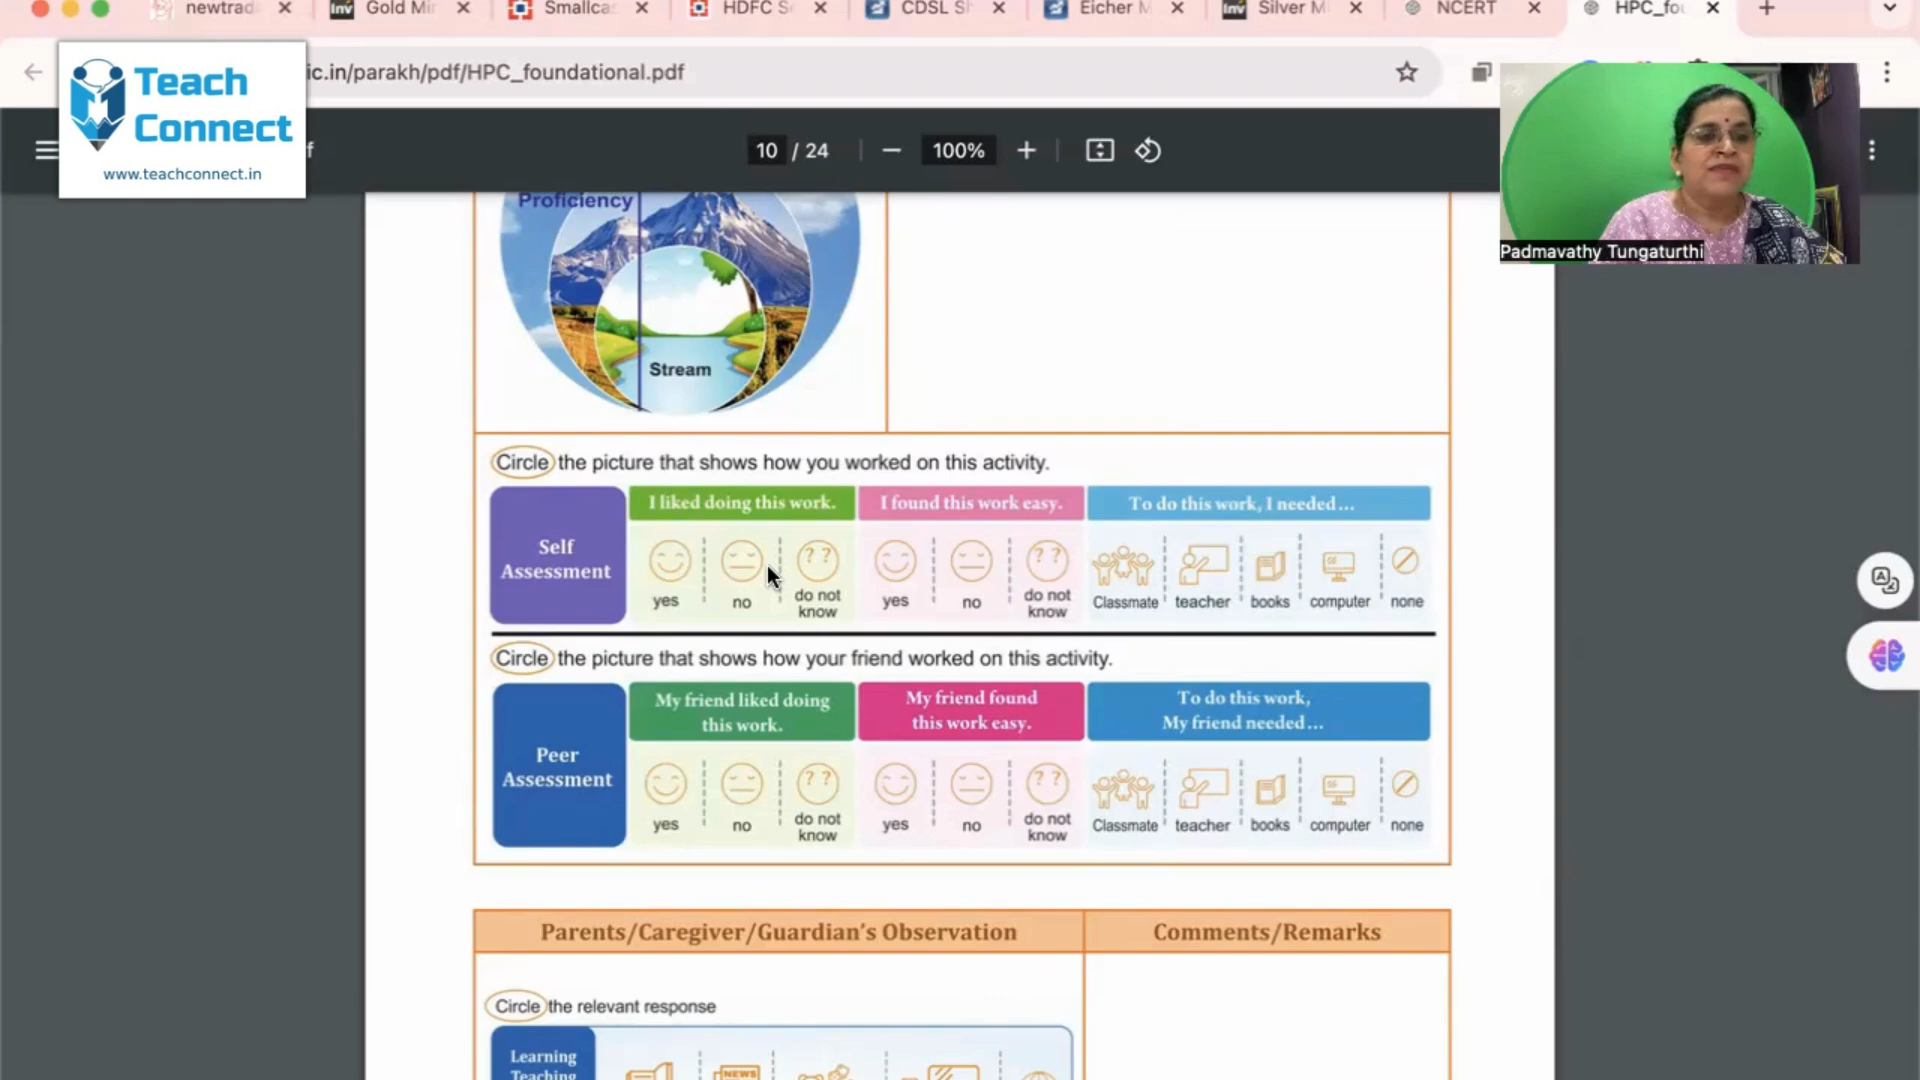 newtrad
Gold Mi
Smallca
HDFC S
CDSL S
Eicher M
Silver M
NCERT
HPC_fou
ic.in/parakh/pdf/HPC_foundational.pdf
Teach
Connect
www.teachconnect.in
f
10 / 24
100%
Padmavathy Tungaturthi
Proficiency
Stream
Circle the picture that shows how you worked on this activity.
Self
Assessment
I liked doing this work.
yes
no
do not
know
I found this work easy.
yes
no
do not
know
To do this work, I needed...
Classmate
teacher
books
computer
none
Circle the picture that shows how your friend worked on this activity.
Peer
Assessment
My friend liked doing
this work.
yes
no
do not
know
My friend found
this work easy.
yes
no
do not
know
To do this work,
My friend needed...
Classmate
teacher
books
computer
none
Parents/Caregiver/Guardian's Observation
Comments/Remarks
Circle the relevant response
Learning
Teaching
NEWS